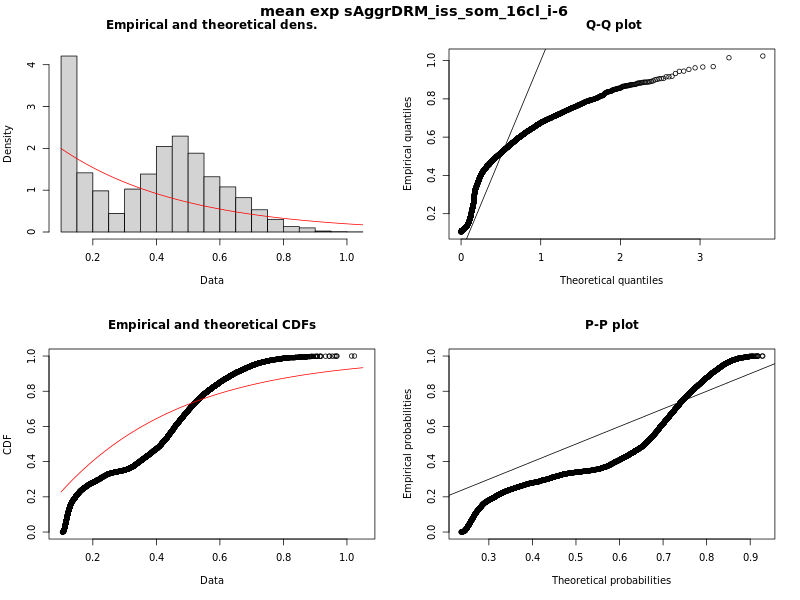 mean exp sAggrDRM_iss_som_16cl_i-6
Empirical and theoretical dens.
Density
0 1 2 3 4
0.2 0.4 0.6 0.8 1.0
Data
Q-Q plot
Empirical quantiles
0.2 0.4 0.6 0.8 1.0
0 1 2 3
Theoretical quantiles
Empirical and theoretical CDFs
CDF
0.0 0.2 0.4 0.6 0.8 1.0
0.2 0.4 0.6 0.8 1.0
Data
P-P plot
Empirical probabilities
0.0 0.2 0.4 0.6 0.8 1.0
0.3 0.4 0.5 0.6 0.7 0.8 0.9
Theoretical probabilities